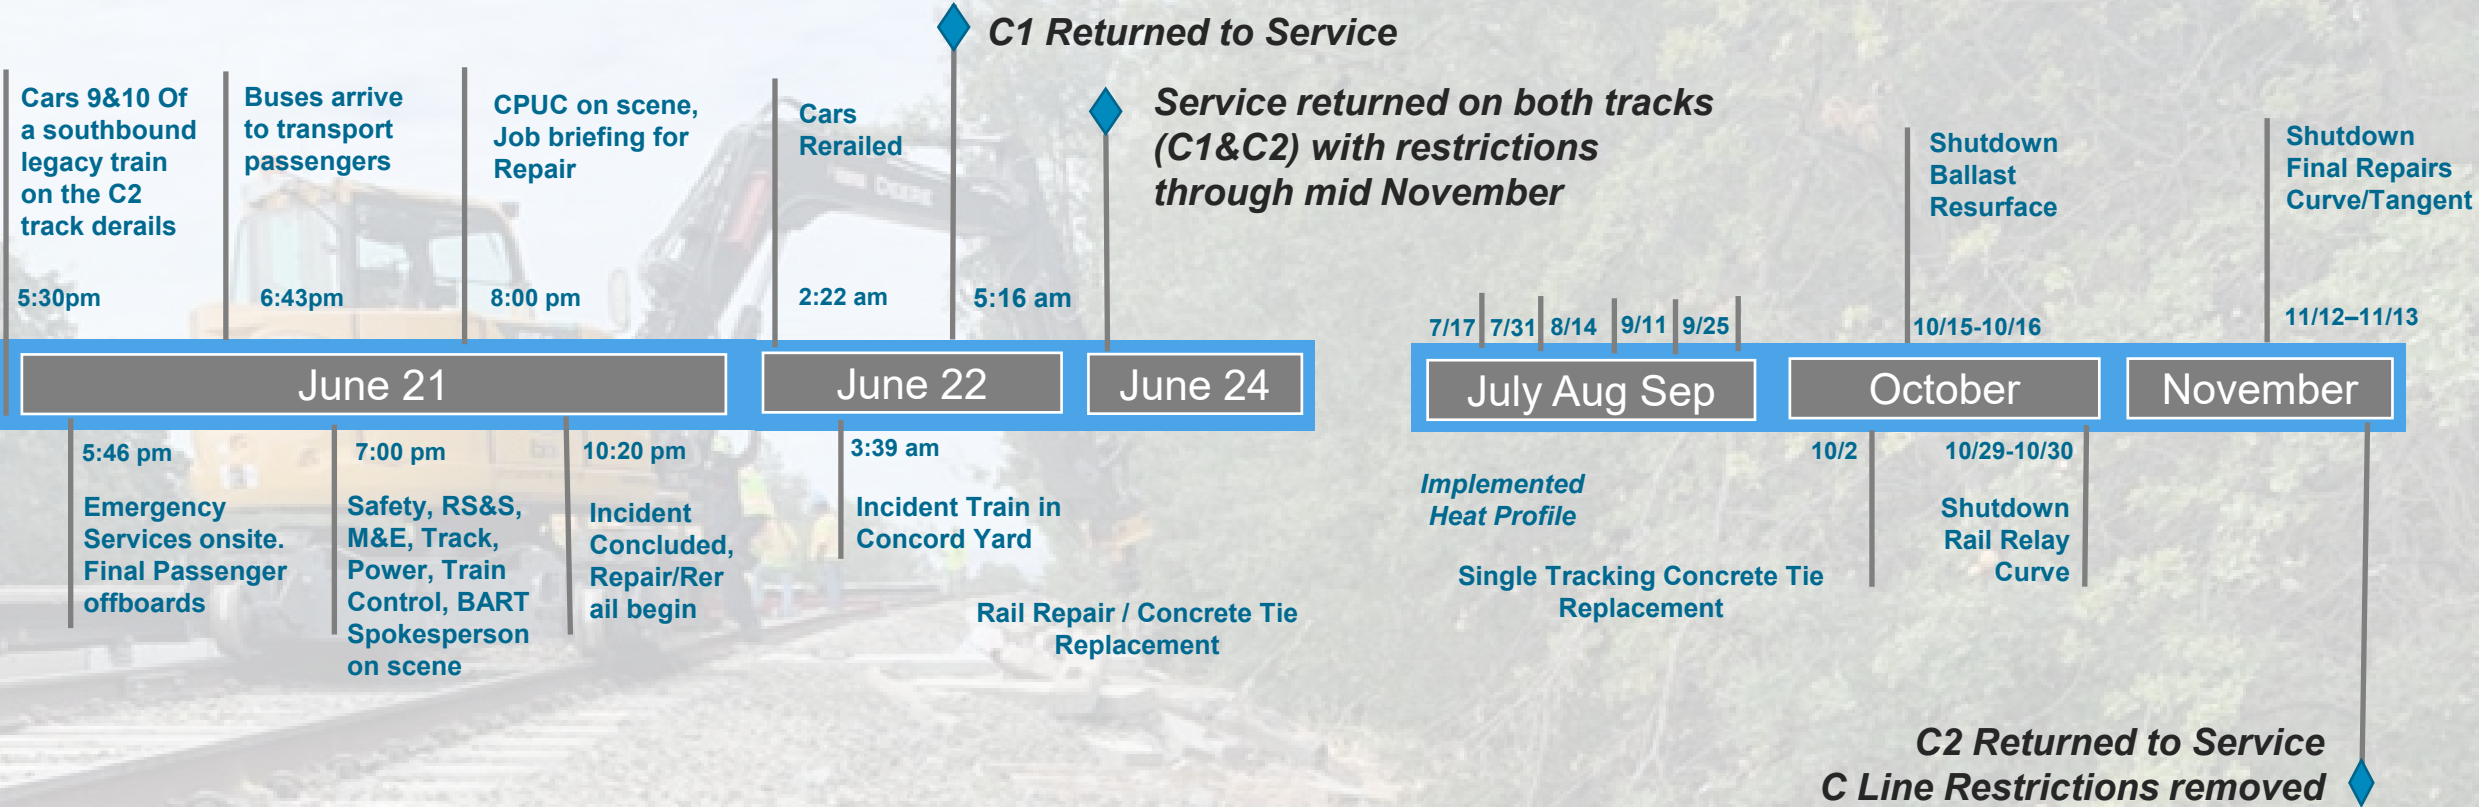 C1 Returned to Service
Cars 9&10 Of
a southbound
legacy train
on the C2
track derails
5:30pm
Buses arrive
to transport
passengers
6:43pm
CPUC on scene,
Job briefing for
Repair
8:00 pm
Cars
Rerailed
2:22 am
5:16 am
Service returned on both tracks
(C1&C2) with restrictions
through mid November
7/17
7/31
8/14
9/11
9/25
Shutdown
Ballast
Resurface
10/15-10/16
Shutdown
Final Repairs
Curve/Tangent
11/12–11/13
June 21
June 22
June 24
July Aug Sep
October
November
5:46 pm
Emergency
Services onsite.
Final Passenger
offboards
7:00 pm
Safety, RS&S,
M&E, Track,
Power, Train
Control, BART
Spokesperson
on scene
10:20 pm
Incident
Concluded,
Repair/Rer
ail begin
3:39 am
Incident Train in
Concord Yard
Rail Repair / Concrete Tie
Replacement
Implemented
Heat Profile
Single Tracking Concrete Tie
Replacement
10/2
10/29-10/30
Shutdown
Rail Relay
Curve
C2 Returned to Service
C Line Restrictions removed
DEERE